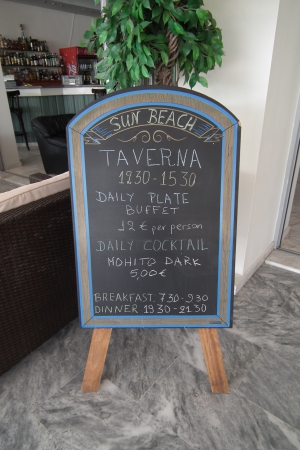 SUN BEACH
TAVERNA
12.30-15.30
DAILY PLATE
BUFFET
12 € per person
DAILY COCKTAIL
MOHITO DARK
5,00€
BREAKFAST 7.30-9.30
DINNER 19.30-21.30